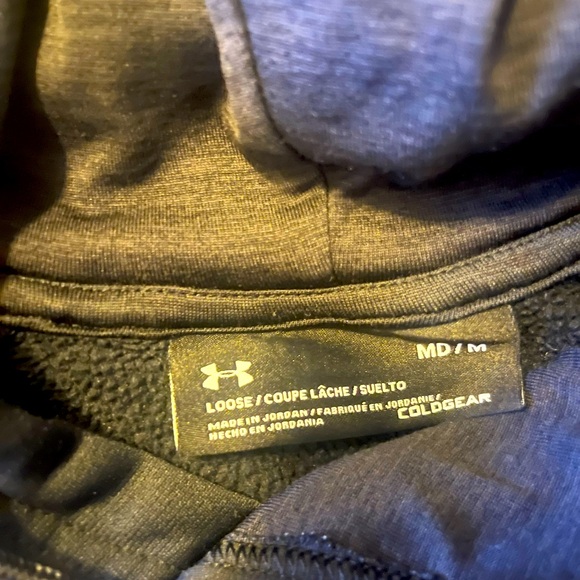 MD / M
LOOSE / COUPE LÂCHE / SUELTO
MADE IN JORDAN / FABRIQUÉ EN JORDANIE /
HECHO EN JORDANIA
COLDGEAR